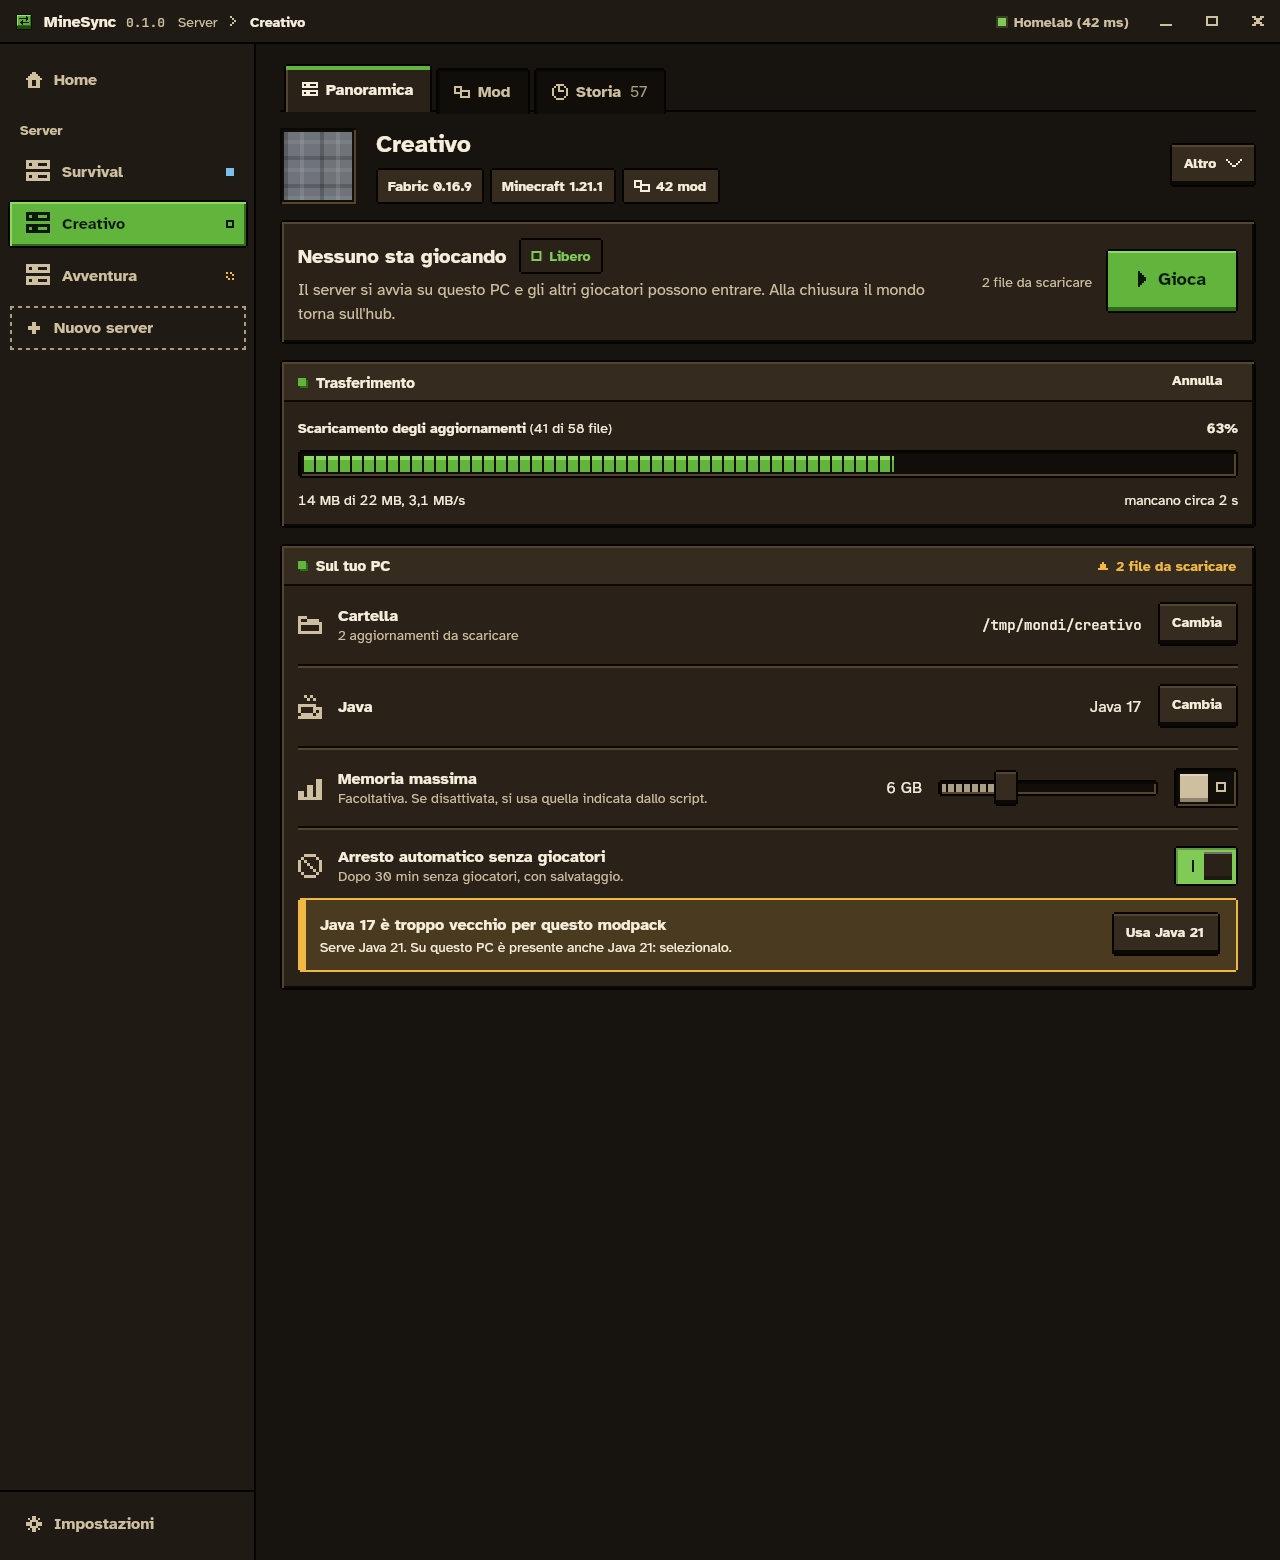 MineSync 0.1.0 Server Creativo
Homelab (42 ms)
Home
Server
Survival
Creativo
Avventura
Nuovo server
Impostazioni
Panoramica
Mod
Storia 57
Creativo
Fabric 0.16.9
Minecraft 1.21.1
42 mod
Altro
Nessuno sta giocando
Libero
Il server si avvia su questo PC e gli altri giocatori possono entrare. Alla chiusura il mondo
torna sull'hub.
2 file da scaricare
Gioca
Trasferimento
Annulla
Scaricamento degli aggiornamenti (41 di 58 file)
63%
14 MB di 22 MB, 3,1 MB/s
mancano circa 2 s
Sul tuo PC
2 file da scaricare
Cartella
2 aggiornamenti da scaricare
/tmp/mondi/creativo
Cambia
Java
Java 17
Cambia
Memoria massima
Facoltativa. Se disattivata, si usa quella indicata dallo script.
6 GB
Arresto automatico senza giocatori
Dopo 30 min senza giocatori, con salvataggio.
Java 17 è troppo vecchio per questo modpack
Serve Java 21. Su questo PC è presente anche Java 21: selezionalo.
Usa Java 21